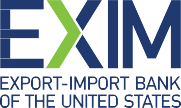 EXIM
EXPORT-IMPORT BANK
OF THE UNITED STATES